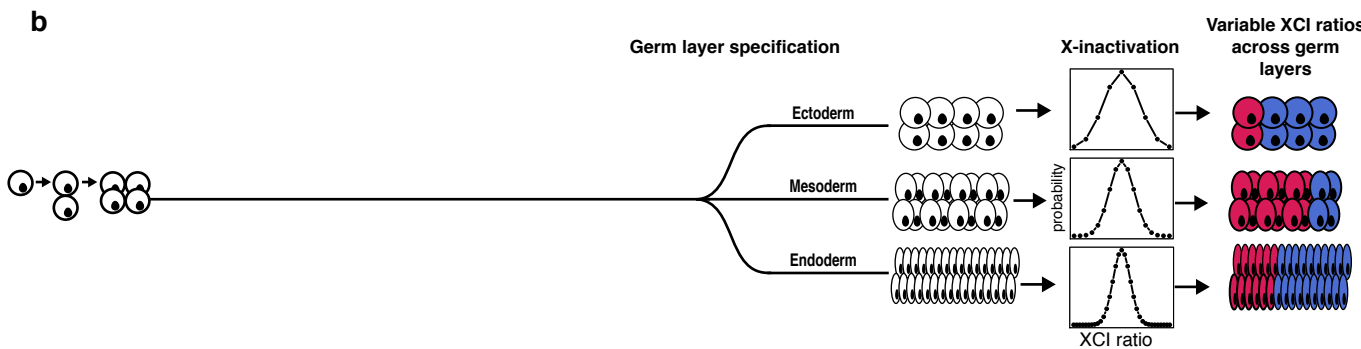 b
Germ layer specification
X-inactivation
Variable XCI ratios
across germ
layers
Ectoderm
Mesoderm
Endoderm
probability
XCI ratio